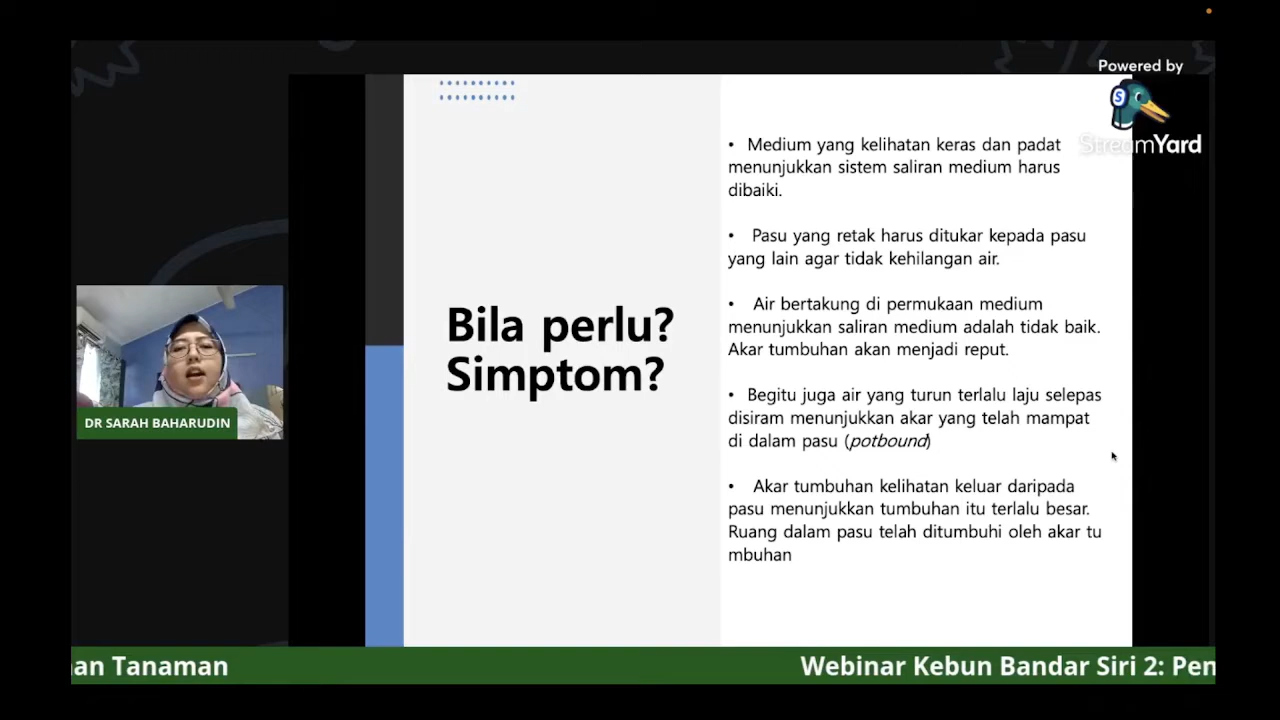 Powered by
StreamYard
• Medium yang kelihatan keras dan padat
menunjukkan sistem saliran medium harus
dibaiki.
• Pasu yang retak harus ditukar kepada pasu
yang lain agar tidak kehilangan air.
Bila perlu?
Simptom?
• Air bertakung di permukaan medium
menunjukkan saliran medium adalah tidak baik.
Akar tumbuhan akan menjadi reput.
• Begitu juga air yang turun terlalu laju selepas
disiram menunjukkan akar yang telah mampat
di dalam pasu (potbound)
• Akar tumbuhan kelihatan keluar daripada
pasu menunjukkan tumbuhan itu terlalu besar.
Ruang dalam pasu telah ditumbuhi oleh akar tu
mbuhan
DR SARAH BAHARUDIN
an Tanaman
Webinar Kebun Bandar Siri 2: Pen